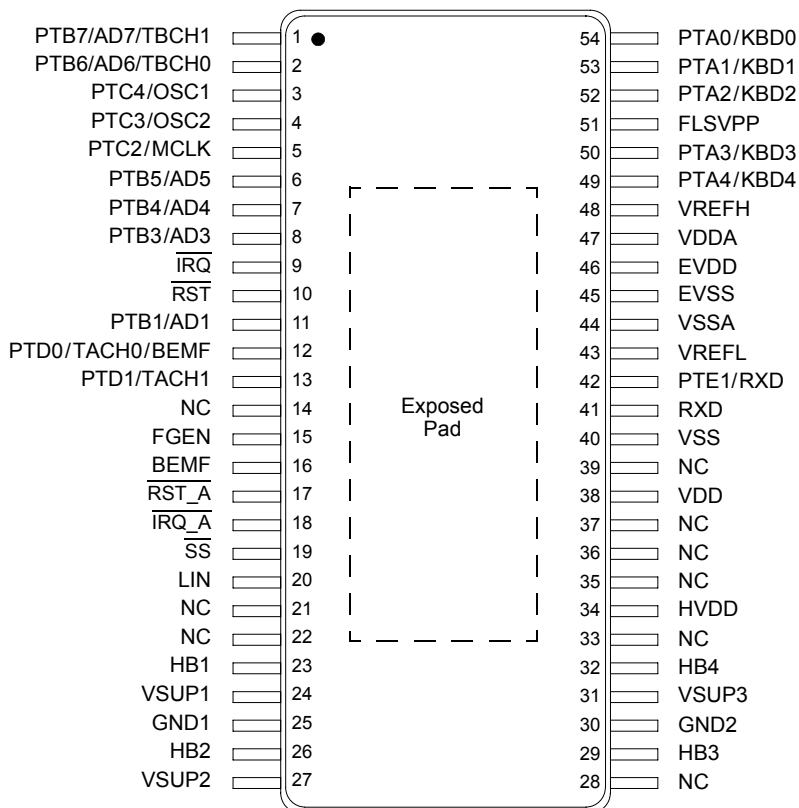 PTB7/AD7/TBCH1 1 54 PTA0/KBD0
PTB6/AD6/TBCH0 2 53 PTA1/KBD1
PTC4/OSC1 3 52 PTA2/KBD2
PTC3/OSC2 4 51 FLSVPP
PTC2/MCLK 5 50 PTA3/KBD3
PTB5/AD5 6 49 PTA4/KBD4
PTB4/AD4 7 48 VREFH
PTB3/AD3 8 47 VDDA
IRQ 9 46 EVDD
RST 10 45 EVSS
PTB1/AD1 11 44 VSSA
PTD0/TACH0/BEMF 12 43 VREFL
PTD1/TACH1 13 42 PTE1/RXD
NC 14 Exposed 41 RXD
FGEN 15 Pad 40 VSS
BEMF 16 39 NC
RST_A 17 38 VDD
IRQ_A 18 37 NC
SS 19 36 NC
LIN 20 35 NC
NC 21 34 HVDD
NC 22 33 NC
HB1 23 32 HB4
VSUP1 24 31 VSUP3
GND1 25 30 GND2
HB2 26 29 HB3
VSUP2 27 28 NC